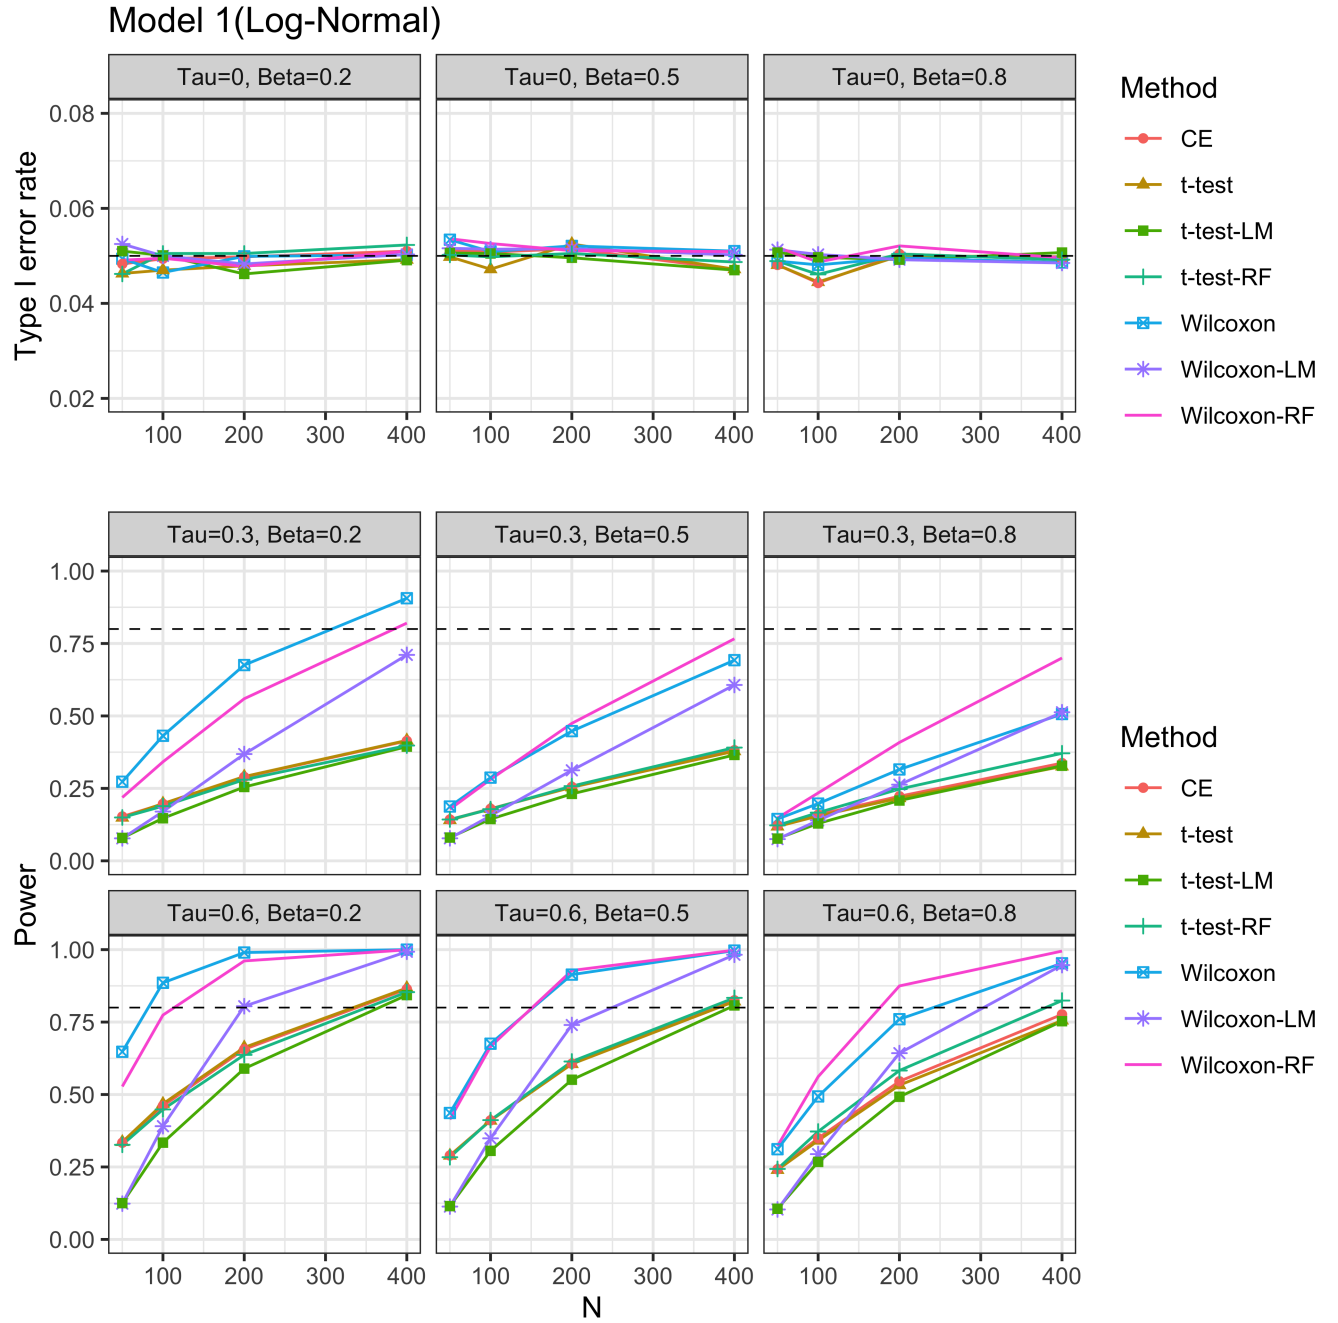 Model 1(Log-Normal)
Tau=0, Beta=0.2
Tau=0, Beta=0.5
Tau=0, Beta=0.8
Type I error rate
0.08
0.06
0.04
0.02
100 200 300 400
100 200 300 400
100 200 300 400
Method
CE
t-test
t-test-LM
t-test-RF
Wilcoxon
Wilcoxon-LM
Wilcoxon-RF
Tau=0.3, Beta=0.2
Tau=0.3, Beta=0.5
Tau=0.3, Beta=0.8
1.00
0.75
0.50
0.25
0.00
Power
Tau=0.6, Beta=0.2
Tau=0.6, Beta=0.5
Tau=0.6, Beta=0.8
1.00
0.75
0.50
0.25
0.00
100 200 300 400
100 200 300 400
100 200 300 400
N
Method
CE
t-test
t-test-LM
t-test-RF
Wilcoxon
Wilcoxon-LM
Wilcoxon-RF